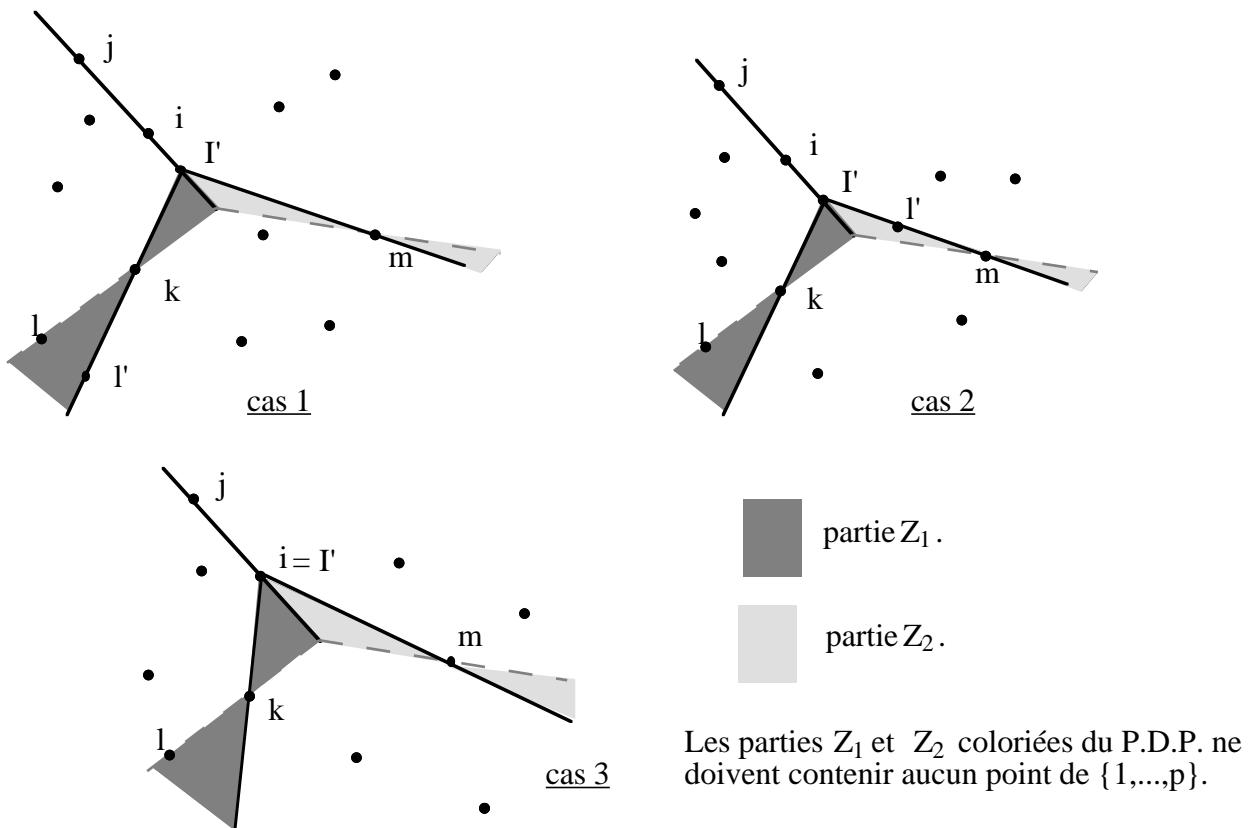 j
i
I'
m
k
l
l'
cas 1
j
i
I'
l'
m
k
l
cas 2
j
i = I'
m
k
l
cas 3
partie Z₁ .
partie Z₂ .
Les parties Z₁ et Z₂ coloriées du P.D.P. ne
doivent contenir aucun point de {1,...,p}.